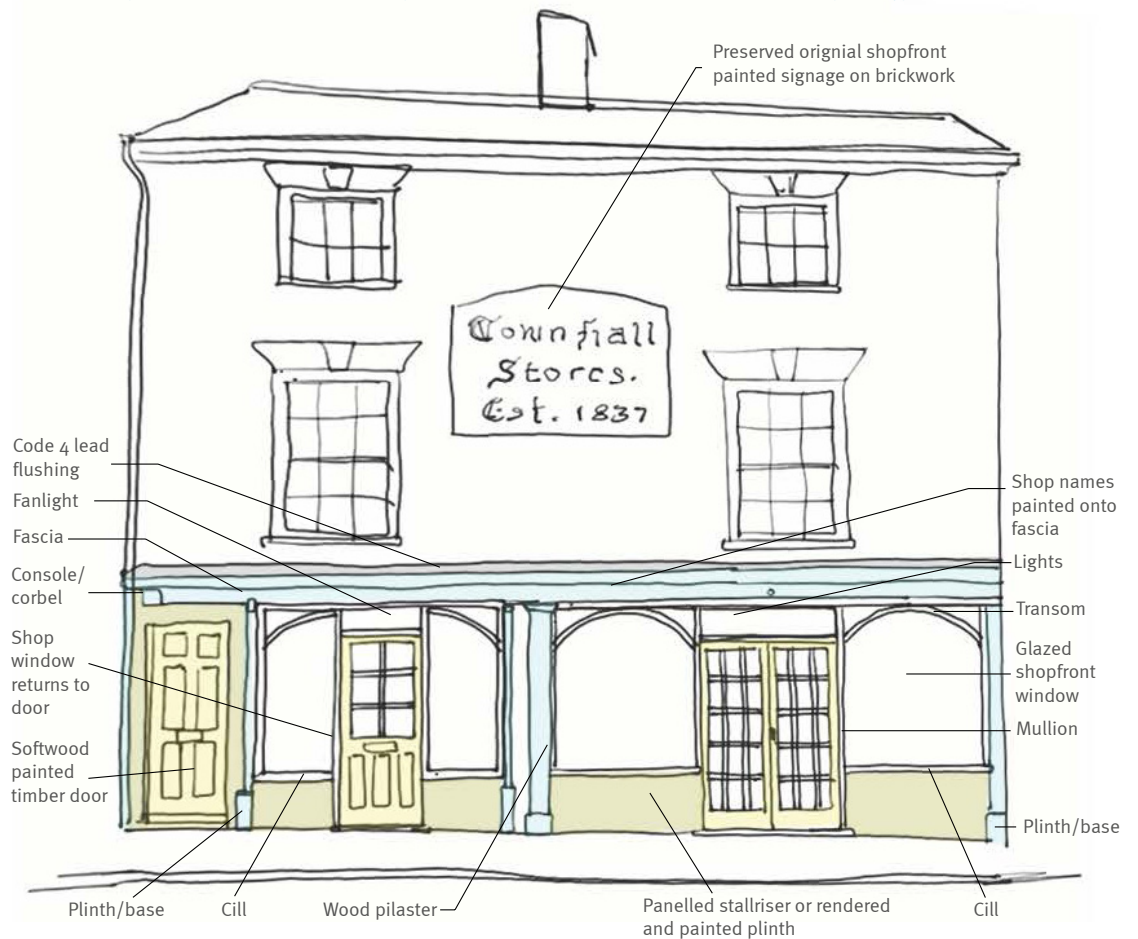 Preserved orignial shopfront
painted signage on brickwork
Town hall
Stores.
Est. 1837
Code 4 lead
flushing
Fanlight
Fascia
Console/
corbel
Shop
window
returns to
door
Softwood
painted
timber door
Shop names
painted onto
fascia
Lights
Transom
Glazed
shopfront
window
Mullion
Plinth/base
Plinth/base
Cill
Wood pilaster
Panelled stallriser or rendered
and painted plinth
Cill